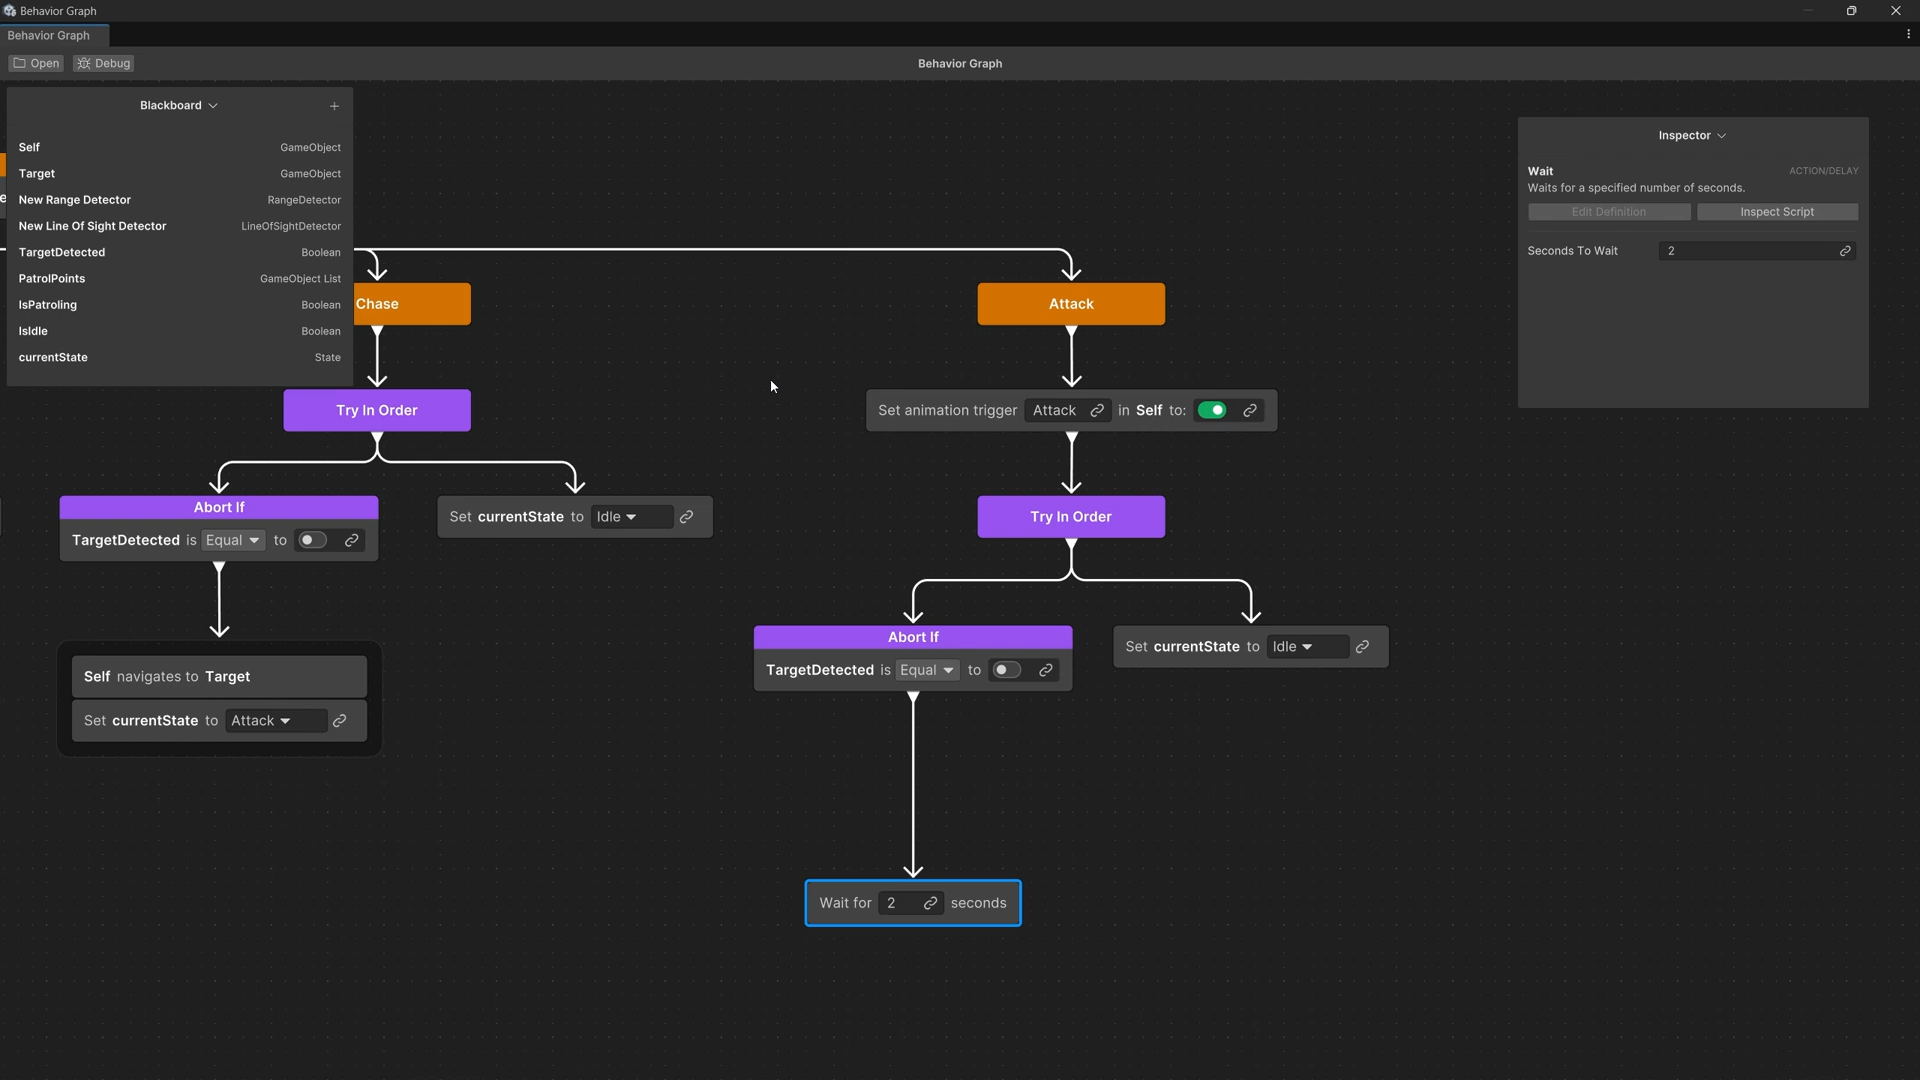 Behavior Graph
Behavior Graph
Open Debug
Behavior Graph
Blackboard
Self GameObject
Target GameObject
New Range Detector RangeDetector
New Line Of Sight Detector LineOfSightDetector
TargetDetected Boolean
PatrolPoints GameObject List
IsPatroling Boolean
IsIdle Boolean
currentState State
Chase
Try In Order
Abort If
TargetDetected is Equal to
Set currentState to Idle
Self navigates to Target
Set currentState to Attack
Attack
Set animation trigger Attack in Self to:
Try In Order
Abort If
TargetDetected is Equal to
Set currentState to Idle
Wait for 2 seconds
Inspector
Wait ACTION/DELAY
Waits for a specified number of seconds.
Edit Definition Inspect Script
Seconds To Wait 2